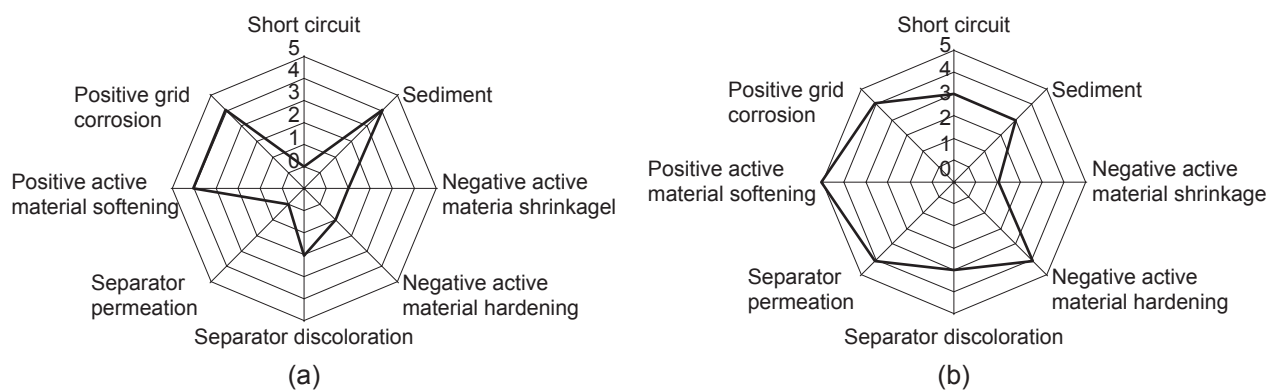 Short circuit
5
4
3
2
1
0
Positive grid
corrosion
Sediment
Positive active
material softening
Negative active
materia shrinkagel
Separator
permeation
Negative active
material hardening
Separator discoloration
(a)
Short circuit
5
4
3
2
1
0
Positive grid
corrosion
Sediment
Positive active
material softening
Negative active
material shrinkage
Separator
permeation
Negative active
material hardening
Separator discoloration
(b)